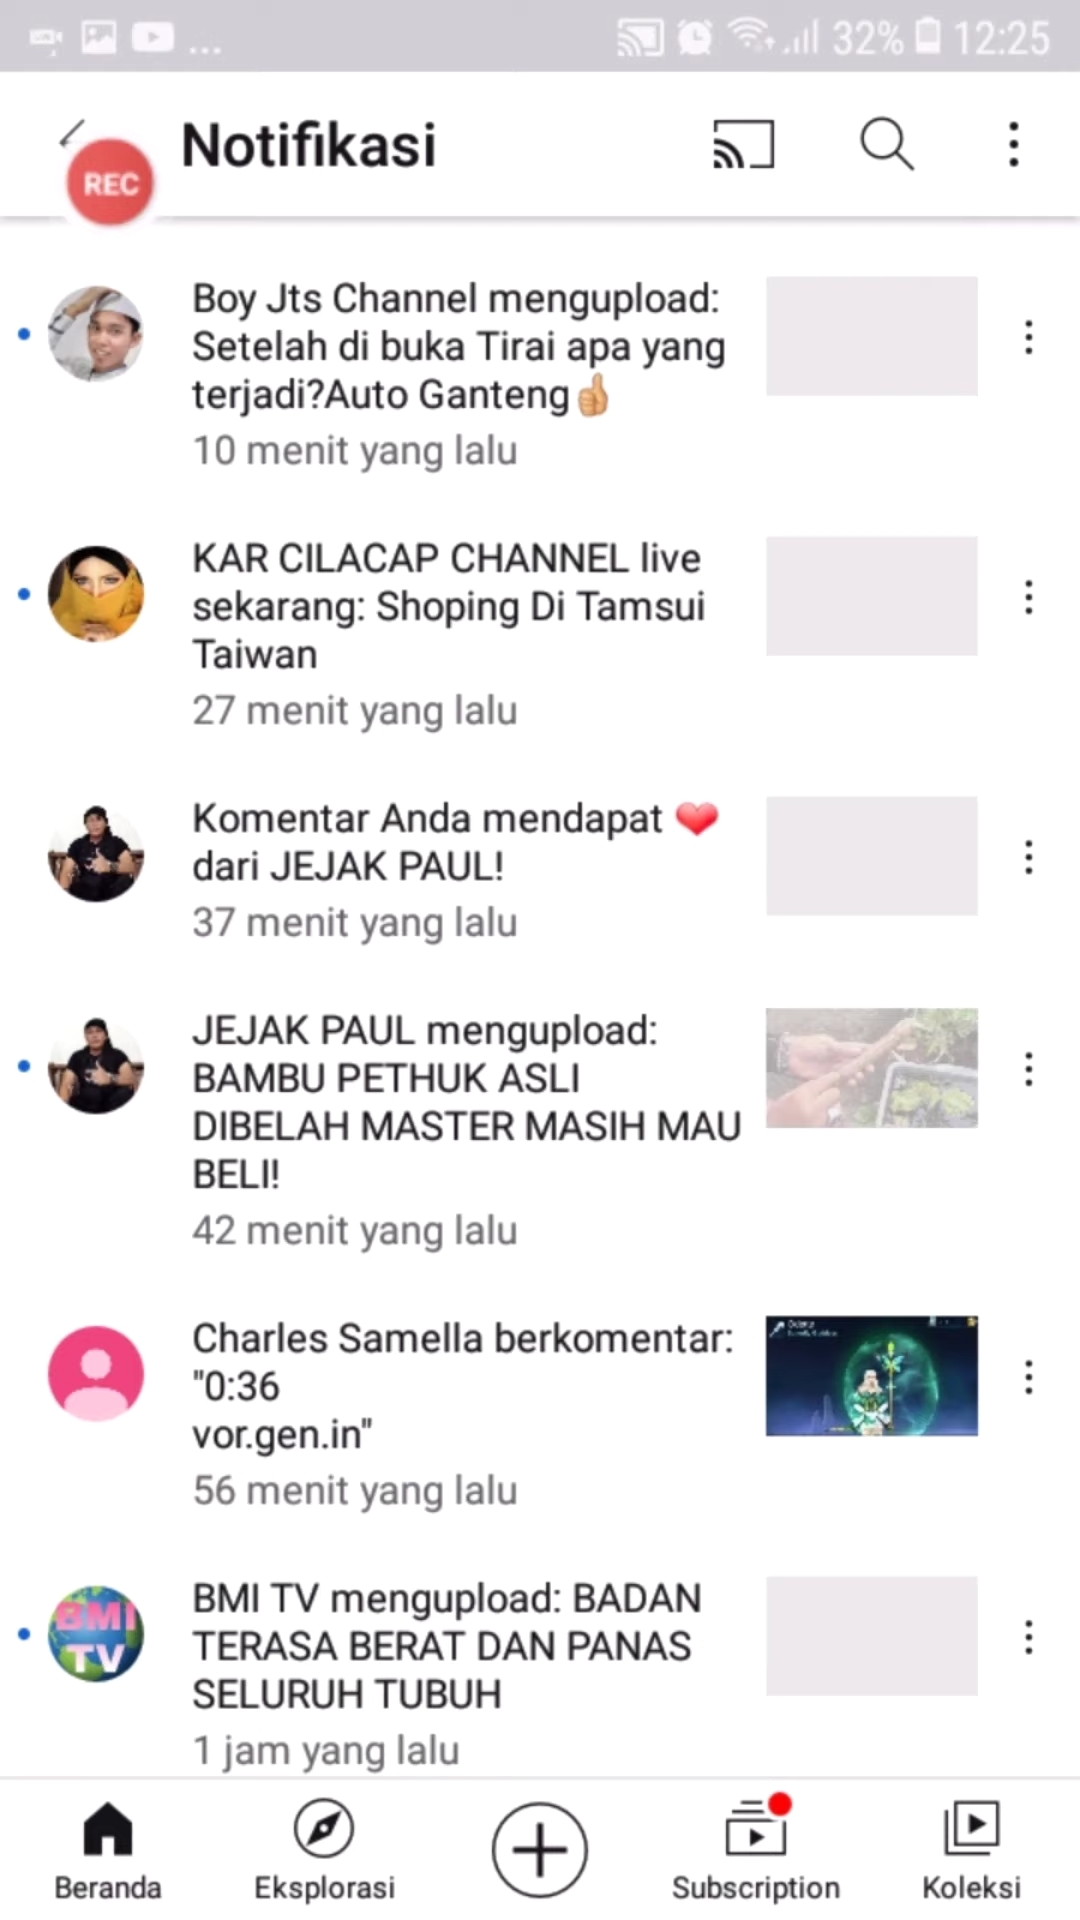 32% 12:25
Notifikasi
REC
Boy Jts Channel mengupload:
Setelah di buka Tirai apa yang
terjadi?Auto Ganteng👍
10 menit yang lalu
KAR CILACAP CHANNEL live
sekarang: Shoping Di Tamsui
Taiwan
27 menit yang lalu
Komentar Anda mendapat ❤
dari JEJAK PAUL!
37 menit yang lalu
JEJAK PAUL mengupload:
BAMBU PETHUK ASLI
DIBELAH MASTER MASIH MAU
BELI!
42 menit yang lalu
Charles Samella berkomentar:
"0:36
vor.gen.in"
56 menit yang lalu
BMI
TV
BMI TV mengupload: BADAN
TERASA BERAT DAN PANAS
SELURUH TUBUH
1 jam yang lalu
Beranda Eksplorasi Subscription Koleksi